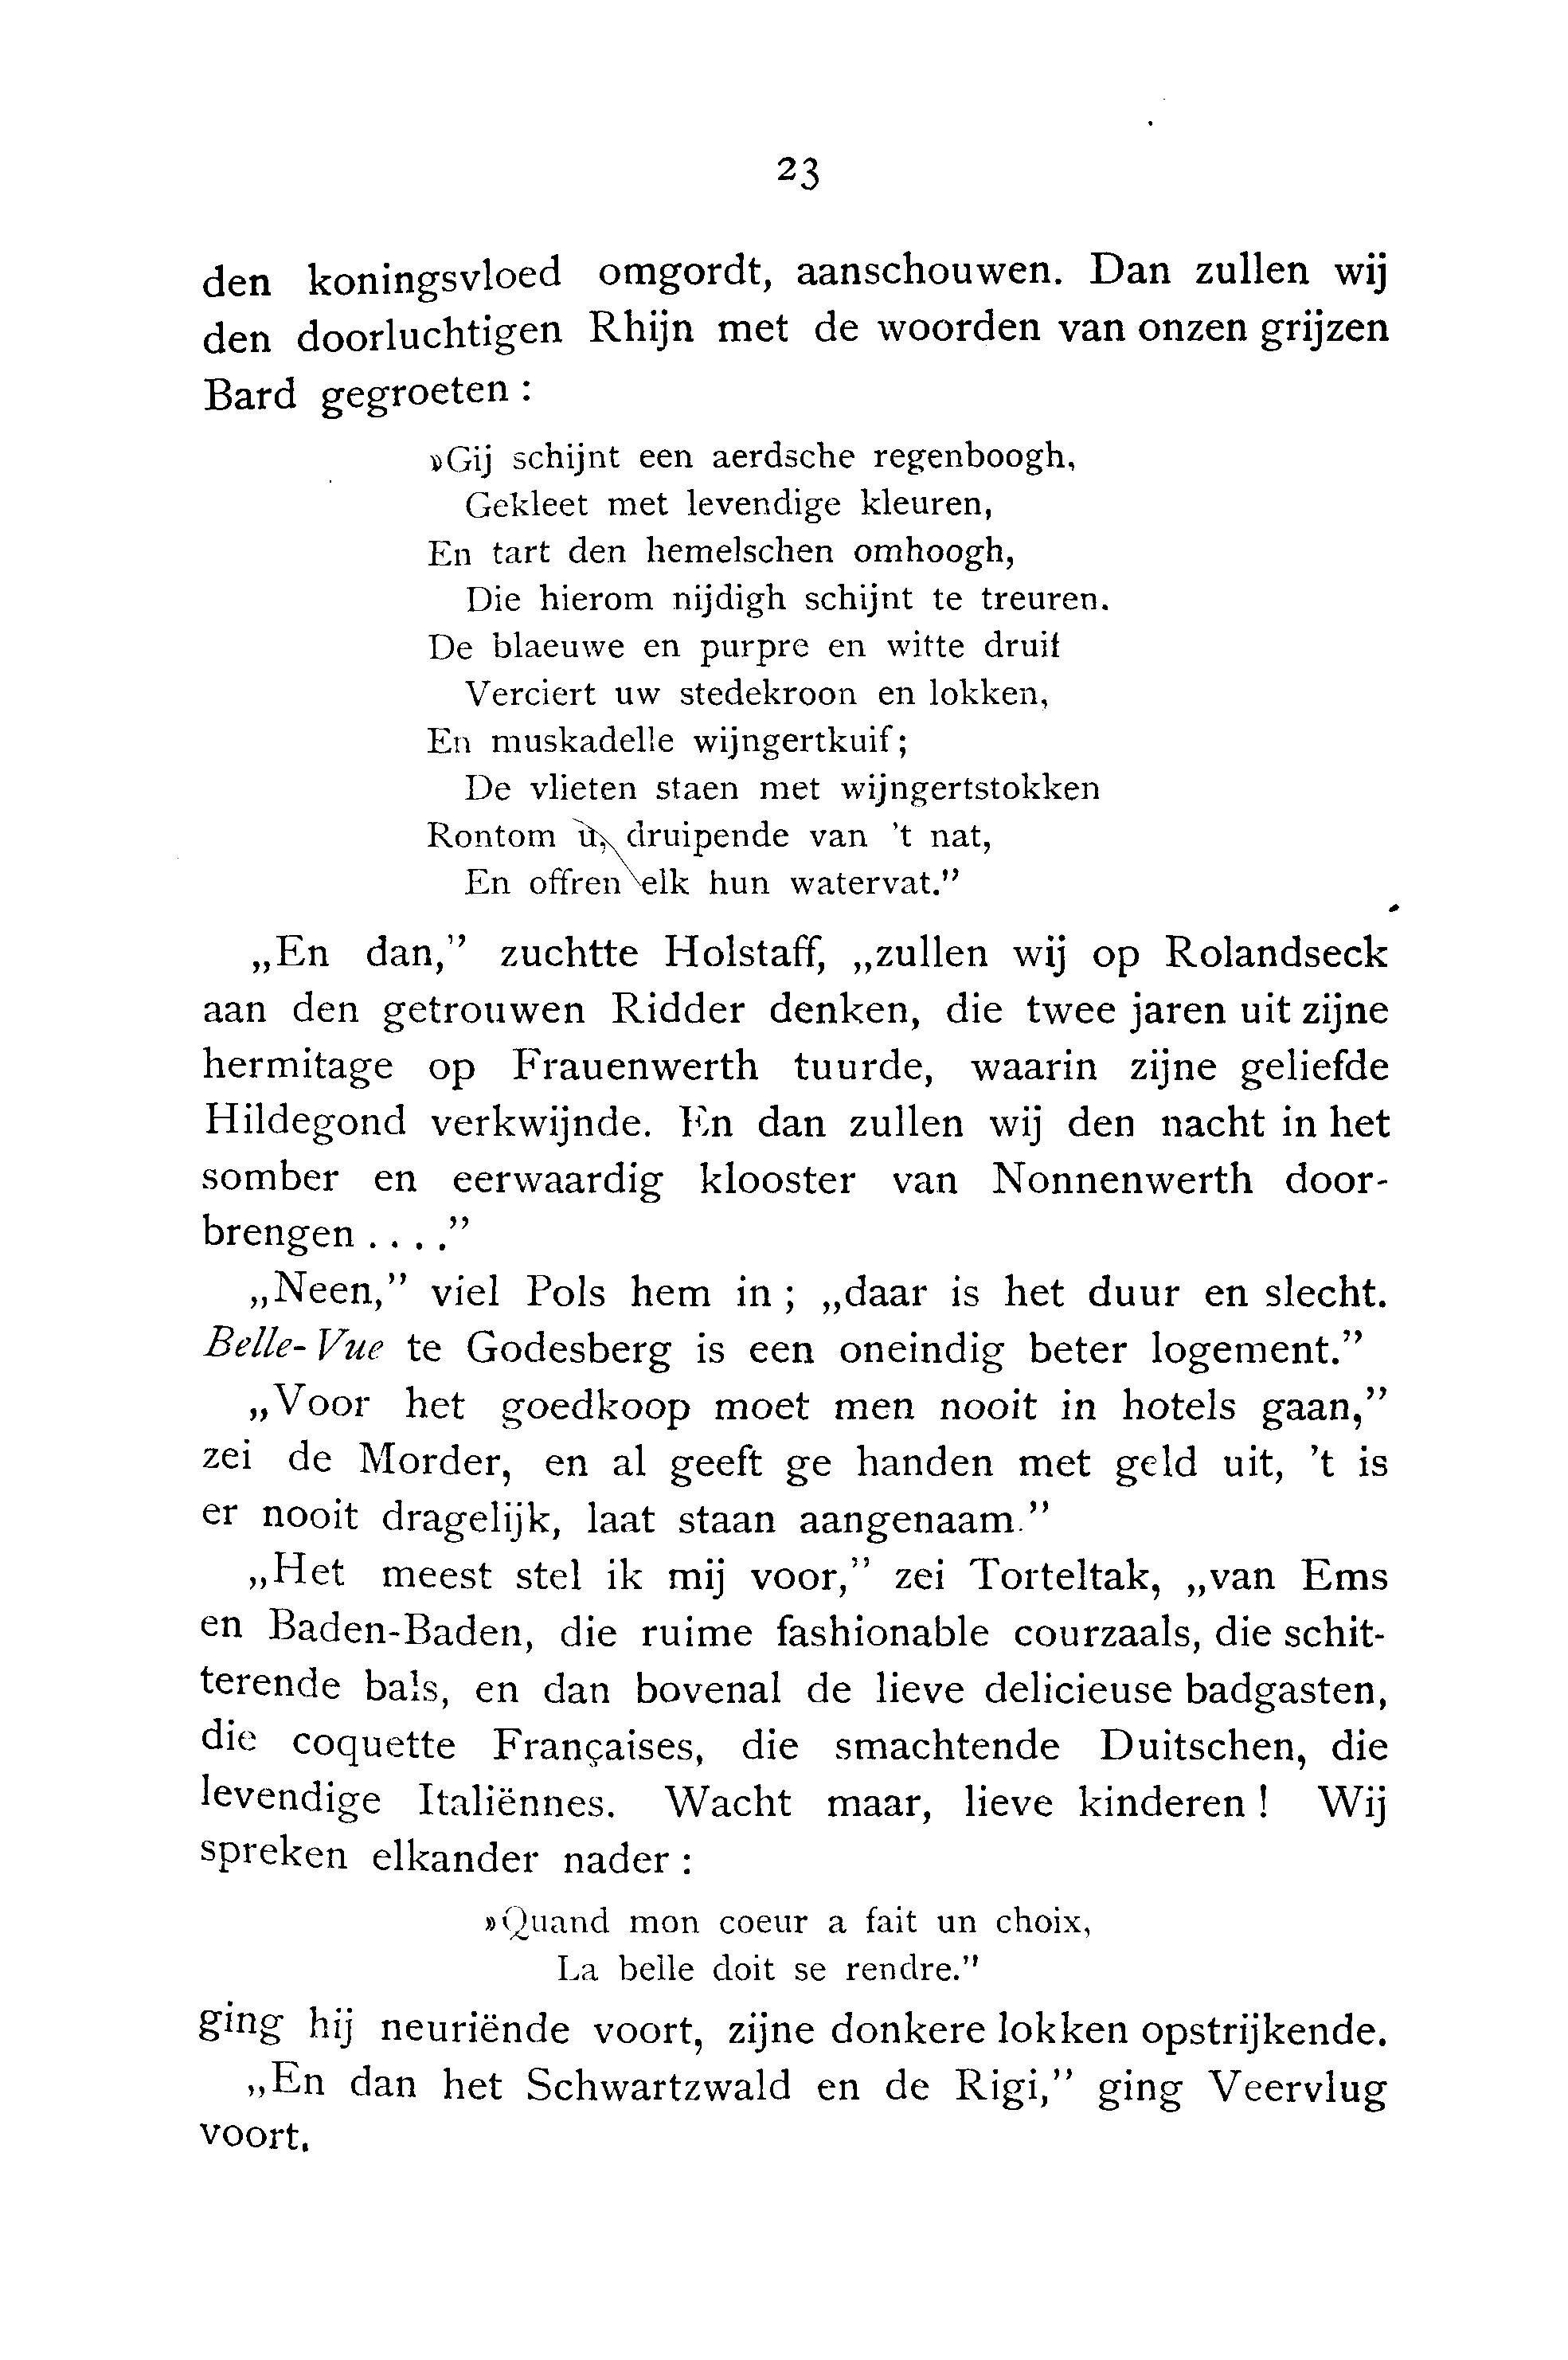 23
den koningsvloed omgordt, aanschouwen. Dan zullen wij
den doorluchtigen Rhijn met de woorden van onzen grijzen
Bard gegroeten :
»Gij schijnt een aerdsche regenboogh,
Gekleet met levendige kleuren,
En tart den hemelschen omhoogh,
Die hierom nijdigh schijnt te treuren.
De blaeuwe en purpre en witte druif
Verciert uw stedekroon en lokken,
En muskadelle wijngertkuif;
De vlieten staen met wijngertstokken
Rontom u, druipende van 't nat,
En offren elk hun watervat.”
„En dan,” zuchtte Holstaff, „zullen wij op Rolandseck
aan den getrouwen Ridder denken, die twee jaren uit zijne
hermitage op Frauenwerth tuurde, waarin zijne geliefde
Hildegond verkwijnde. En dan zullen wij den nacht in het
somber en eerwaardig klooster van Nonnenwerth door-
brengen . . . .”
„Neen,” viel Pols hem in ; „daar is het duur en slecht.
Belle-Vue te Godesberg is een oneindig beter logement.”
„Voor het goedkoop moet men nooit in hotels gaan,”
zei de Morder, en al geeft ge handen met geld uit, 't is
er nooit dragelijk, laat staan aangenaam.”
„Het meest stel ik mij voor,” zei Torteltak, „van Ems
en Baden-Baden, die ruime fashionable courzaals, die schit-
terende bals, en dan bovenal de lieve delicieuse badgasten,
die coquette Françaises, die smachtende Duitschen, die
levendige Italiënnes. Wacht maar, lieve kinderen ! Wij
spreken elkander nader :
»Quand mon coeur a fait un choix,
La belle doit se rendre.”
ging hij neuriënde voort, zijne donkere lokken opstrijkende.
„En dan het Schwartzwald en de Rigi,” ging Veervlug
voort.